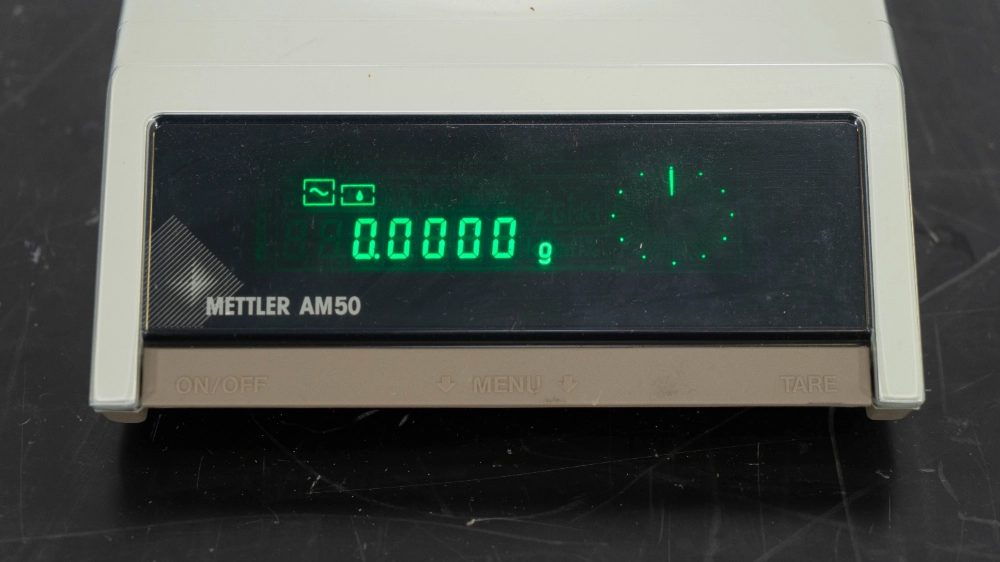 0.0000 g
METTLER AM50
ON/OFF MENU TARE